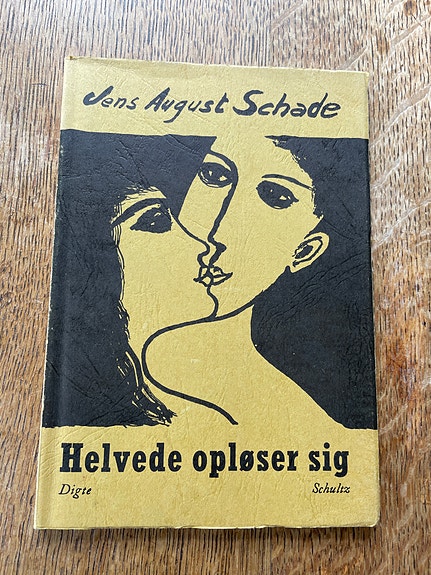 Jens August Schade
Helvede opløser sig
Digte Schultz